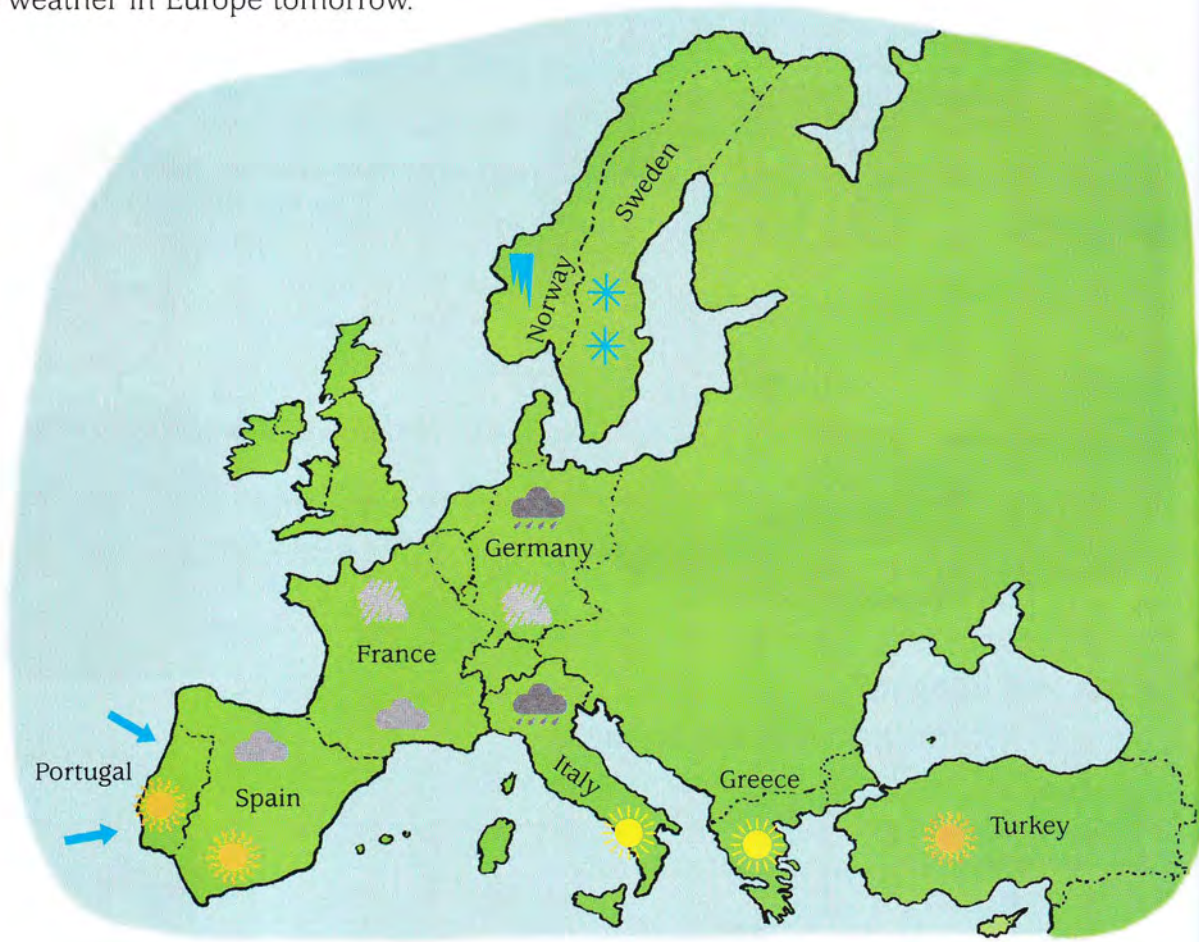 weather in Europe tomorrow.
Sweden
Norway
Germany
France
Portugal
Spain
Italy
Greece
Turkey